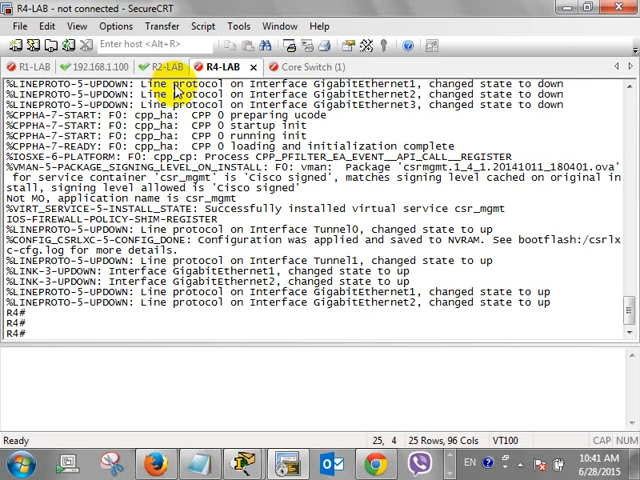 R4-LAB - not connected - SecureCRT
File Edit View Options Transfer Script Tools Window Help
Enter host <Alt+R>
R1-LAB 192.168.1.100 R2-LAB R4-LAB Core Switch (1)
%LINEPROTO-5-UPDOWN: Line protocol on Interface GigabitEthernet1, changed state to down
%LINEPROTO-5-UPDOWN: Line protocol on Interface GigabitEthernet2, changed state to down
%LINEPROTO-5-UPDOWN: Line protocol on Interface GigabitEthernet3, changed state to down
%CPPHA-7-START: F0: cpp_ha: CPP 0 preparing ucode
%CPPHA-7-START: F0: cpp_ha: CPP 0 startup init
%CPPHA-7-START: F0: cpp_ha: CPP 0 running init
%CPPHA-7-READY: F0: cpp_ha: CPP 0 loading and initialization complete
%IOSXE-6-PLATFORM: F0: cpp_cp: Process CPP_PFILTER_EA_EVENT__API_CALL__REGISTER
%VMAN-5-PACKAGE_SIGNING_LEVEL_ON_INSTALL: F0: vman: Package 'csrmgmt.1_4_1.20141011_180401.ova'
for service container 'csr_mgmt' is 'Cisco signed', matches signing level cached on original in
stall, signing level allowed is 'Cisco signed'
Not MO, application name is csr_mgmt
%VIRT_SERVICE-5-INSTALL_STATE: Successfully installed virtual service csr_mgmt
IOS-FIREWALL-POLICY-SHIM-REGISTER
%LINEPROTO-5-UPDOWN: Line protocol on Interface Tunnel0, changed state to up
%CONFIG_CSRLXC-5-CONFIG_DONE: Configuration was applied and saved to NVRAM. See bootflash:/csrlx
c-cfg.log for more details.
%LINEPROTO-5-UPDOWN: Line protocol on Interface Tunnel1, changed state to up
%LINK-3-UPDOWN: Interface GigabitEthernet1, changed state to up
%LINK-3-UPDOWN: Interface GigabitEthernet2, changed state to up
%LINEPROTO-5-UPDOWN: Line protocol on Interface GigabitEthernet1, changed state to up
%LINEPROTO-5-UPDOWN: Line protocol on Interface GigabitEthernet2, changed state to up
R4#
R4#
R4#
Ready 25, 4 25 Rows, 96 Cols VT100 CAP NUM
EN 10:41 AM
6/28/2015